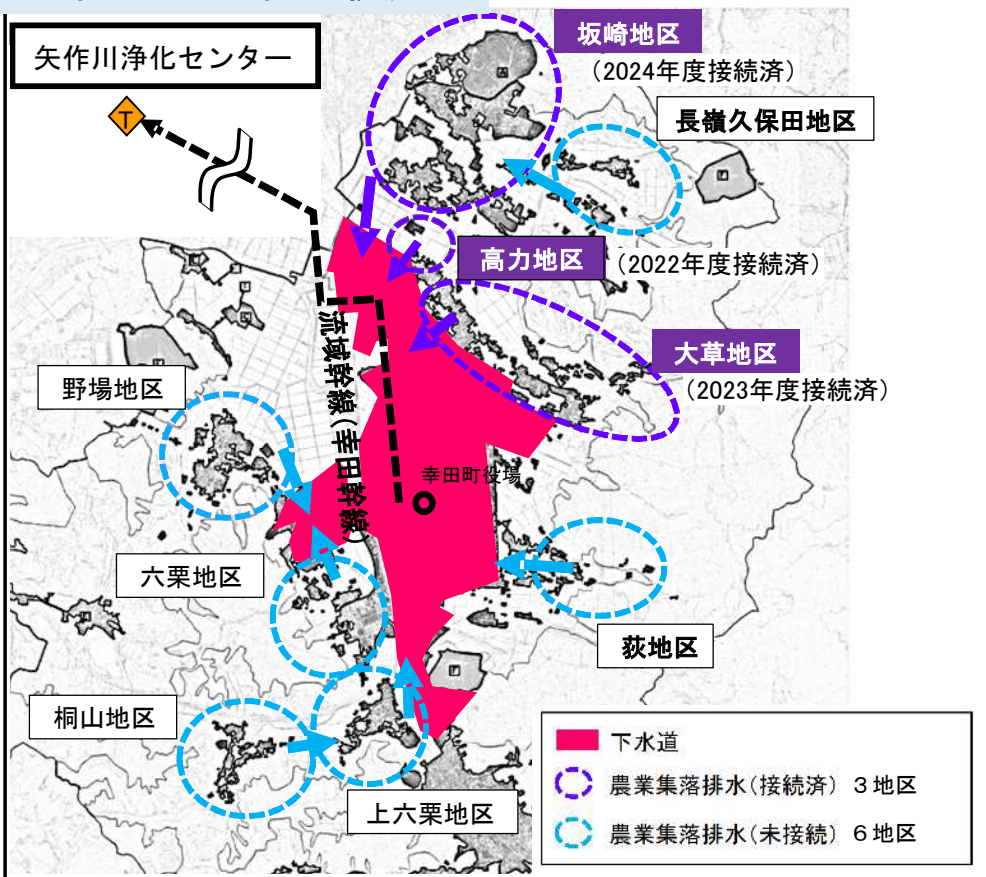 矢作川浄化センター
T
坂崎地区
(2024年度接続済)
長嶺久保田地区
高力地区
(2022年度接続済)
大草地区
(2023年度接続済)
野場地区
流域幹線(幸田幹線)
幸田町役場
六栗地区
荻地区
桐山地区
上六栗地区
下水道
農業集落排水(接続済) 3地区
農業集落排水(未接続) 6地区